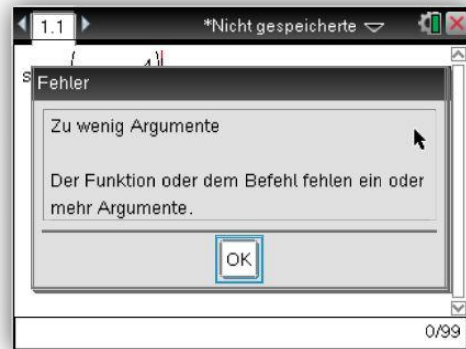 1.1
*Nicht gespeicherte
s
4
Fehler
Zu wenig Argumente
Der Funktion oder dem Befehl fehlen ein oder
mehr Argumente.
OK
0/99